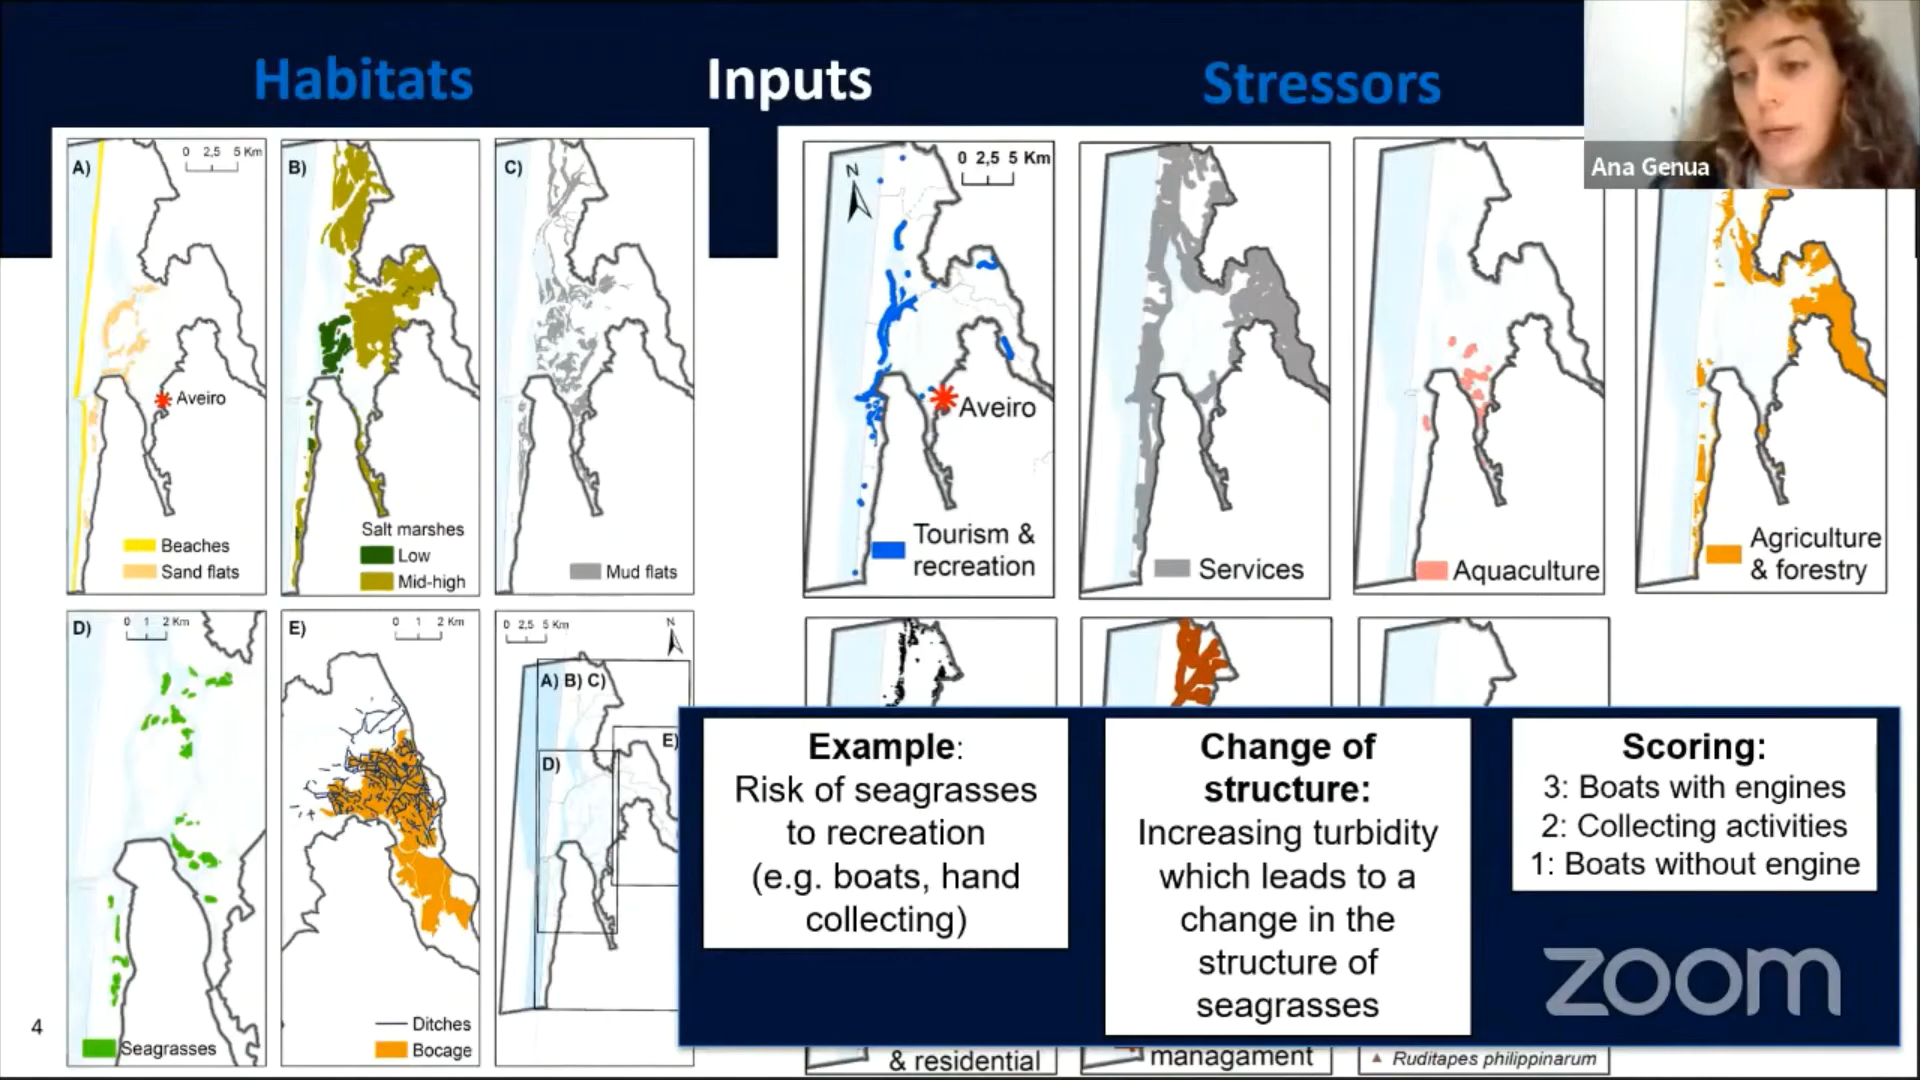 Habitats
Inputs
Stressors
Ana Genua
A)
0 2,5 5 Km
Aveiro
Beaches
Sand flats
B)
Salt marshes
Low
Mid-high
C)
Mud flats
N
0 2,5 5 Km
Aveiro
Tourism &
recreation
Services
Aquaculture
Agriculture
& forestry
D)
0 1 2 Km
Seagrasses
E)
0 1 2 Km
Ditches
Bocage
0 2,5 5 Km
N
A) B) C)
E)
D)
Example:
Risk of seagrasses
to recreation
(e.g. boats, hand
collecting)
Change of
structure:
Increasing turbidity
which leads to a
change in the
structure of
seagrasses
Scoring:
3: Boats with engines
2: Collecting activities
1: Boats without engine
zoom
& residential
managament
Ruditapes philippinarum
4